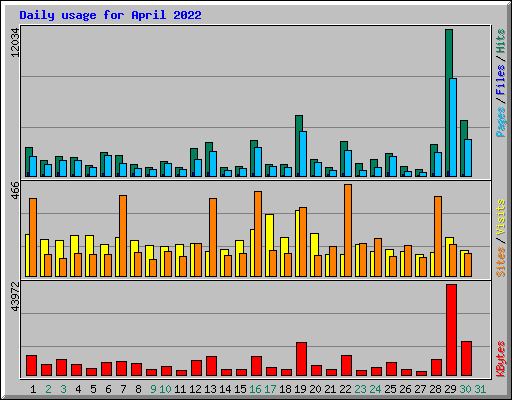 Daily usage for April 2022
12034
Pages / Files / Hits
466
Sites / Visits
43972
KBytes
1 2 3 4 5 6 7 8 9 10 11 12 13 14 15 16 17 18 19 20 21 22 23 24 25 26 27 28 29 30 31